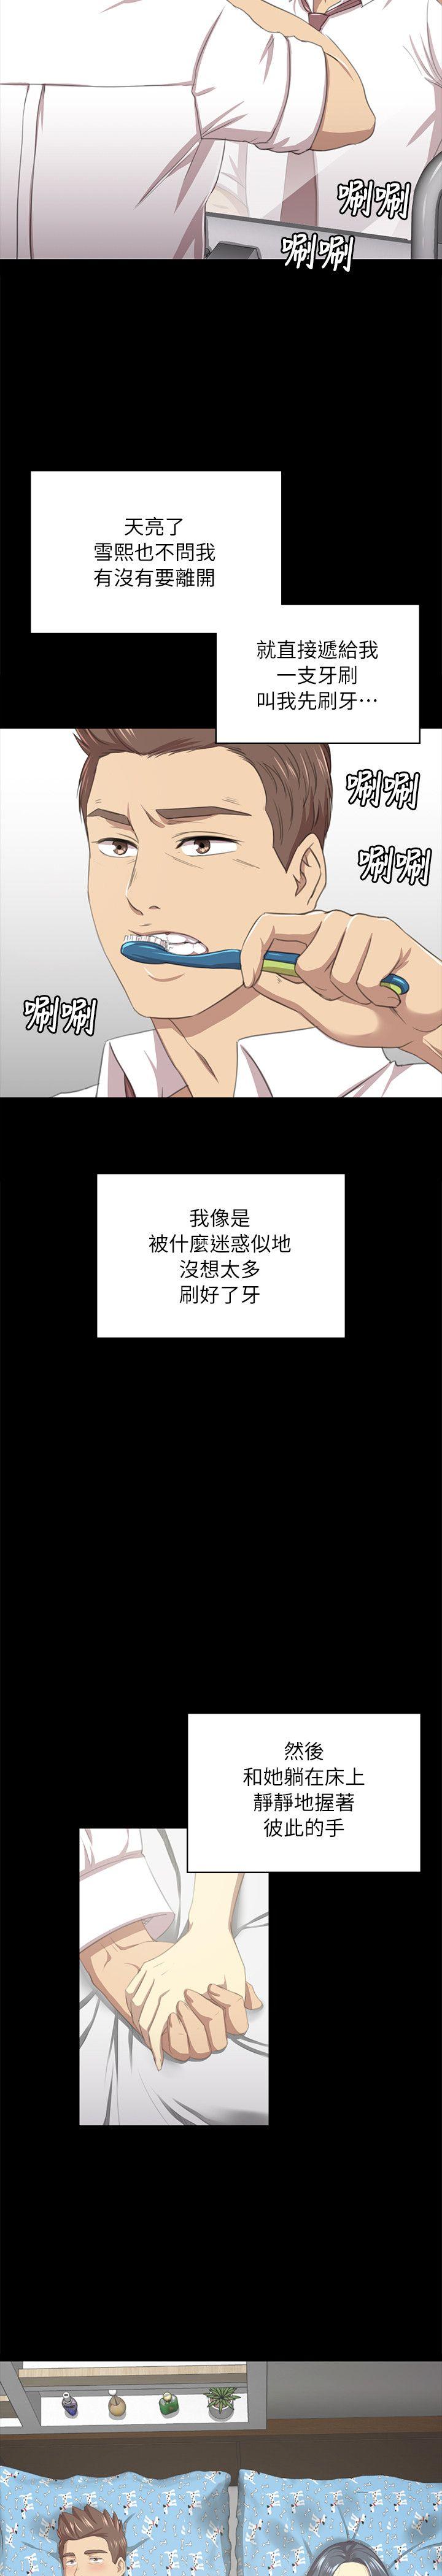 唰唰
唰唰
天亮了
雪熙也不問我
有沒有要離開
就直接遞給我
一支牙刷
叫我先刷牙⋯
唰唰
唰唰
唰唰
我像是
被什麼迷惑似地
沒想太多
刷好了牙
然後
和她躺在床上
靜靜地握著
彼此的手